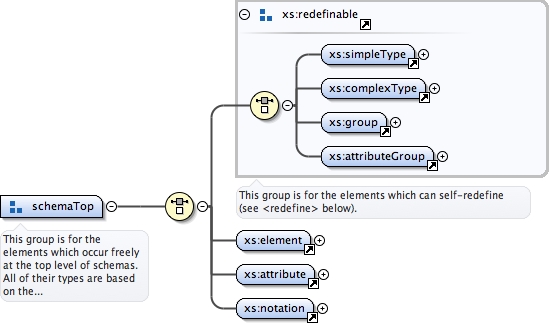 xs:redefinable
xs:simpleType
xs:complexType
xs:group
xs:attributeGroup
This group is for the elements which can self-redefine
(see <redefine> below).
schemaTop
This group is for the
elements which occur freely
at the top level of schemas.
All of their types are based
on the...
xs:element
xs:attribute
xs:notation